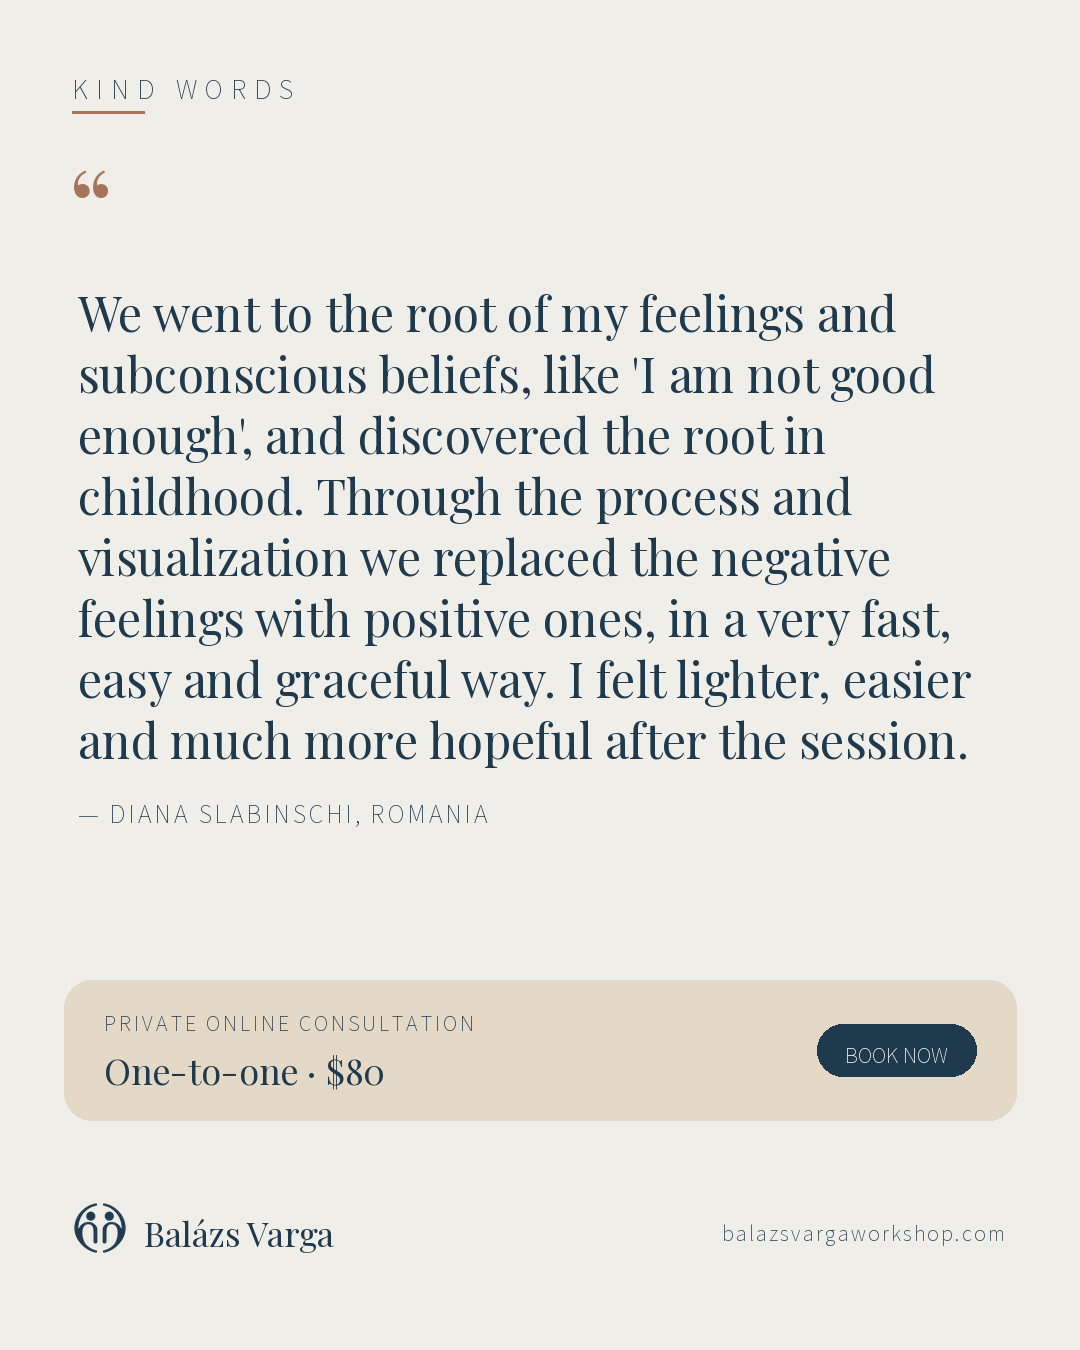 KIND WORDS
“
We went to the root of my feelings and
subconscious beliefs, like 'I am not good
enough', and discovered the root in
childhood. Through the process and
visualization we replaced the negative
feelings with positive ones, in a very fast,
easy and graceful way. I felt lighter, easier
and much more hopeful after the session.
— DIANA SLABINSCHI, ROMANIA
PRIVATE ONLINE CONSULTATION
One-to-one · $80
BOOK NOW
Balázs Varga
balazsvargaworkshop.com